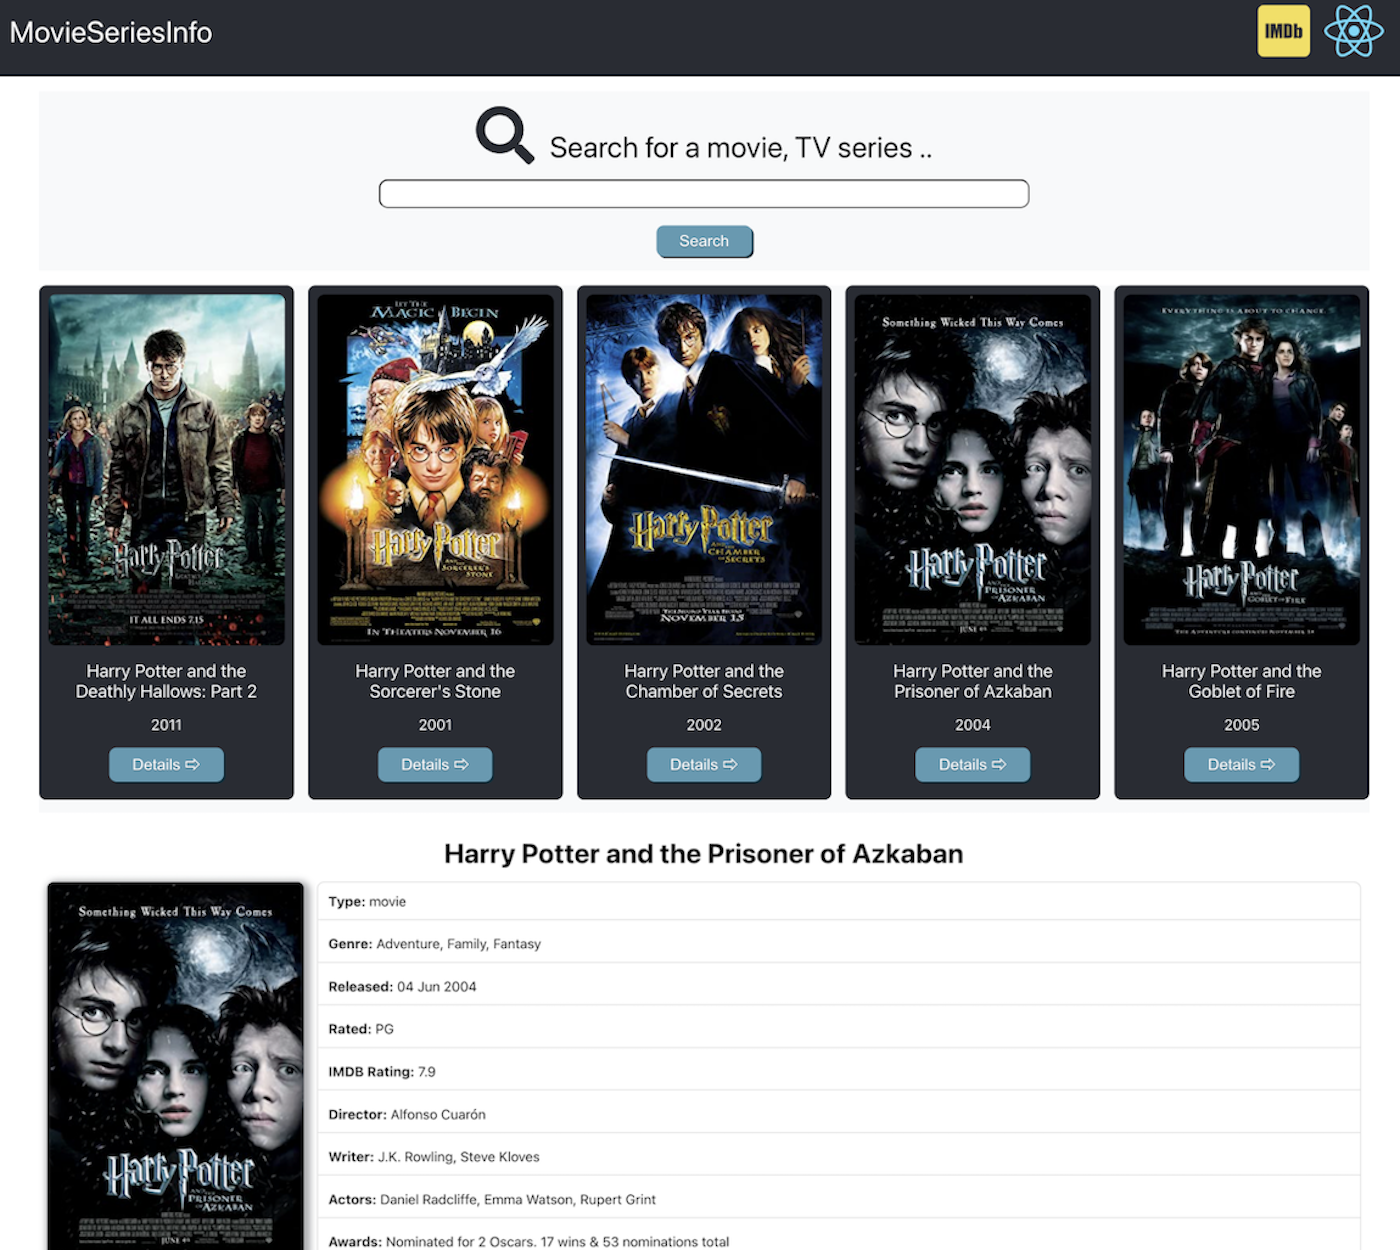 MovieSeriesInfo
IMDb
Search for a movie, TV series ..
Search
IT ALL ENDS 7.15
Harry Potter
LET THE
MAGIC BEGIN
Harry Potter
AND THE
SORCERER'S
STONE
IN THEATERS NOVEMBER 16
Harry Potter
AND THE
CHAMBER
OF SECRETS
NOVEMBER 15
Something Wicked This Way Comes
Harry Potter
AND THE
PRISONER
OF AZKABAN
JUNE 4
EVERYTHING IS ABOUT TO CHANGE.
Harry Potter
AND THE
GOBLET OF FIRE
Harry Potter and the
Deathly Hallows: Part 2
2011
Details ⇨
Harry Potter and the
Sorcerer's Stone
2001
Details ⇨
Harry Potter and the
Chamber of Secrets
2002
Details ⇨
Harry Potter and the
Prisoner of Azkaban
2004
Details ⇨
Harry Potter and the
Goblet of Fire
2005
Details ⇨
Harry Potter and the Prisoner of Azkaban
Something Wicked This Way Comes
Harry Potter
AND THE
PRISONER
OF AZKABAN
JUNE 4
Type: movie
Genre: Adventure, Family, Fantasy
Released: 04 Jun 2004
Rated: PG
IMDB Rating: 7.9
Director: Alfonso Cuarón
Writer: J.K. Rowling, Steve Kloves
Actors: Daniel Radcliffe, Emma Watson, Rupert Grint
Awards: Nominated for 2 Oscars. 17 wins & 53 nominations total